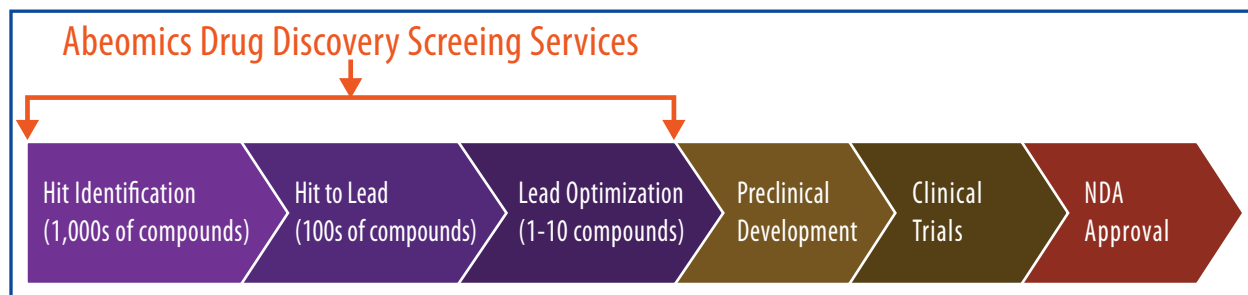 Abeomics Drug Discovery Screeing Services
Hit Identification
(1,000s of compounds)
Hit to Lead
(100s of compounds)
Lead Optimization
(1-10 compounds)
Preclinical
Development
Clinical
Trials
NDA
Approval